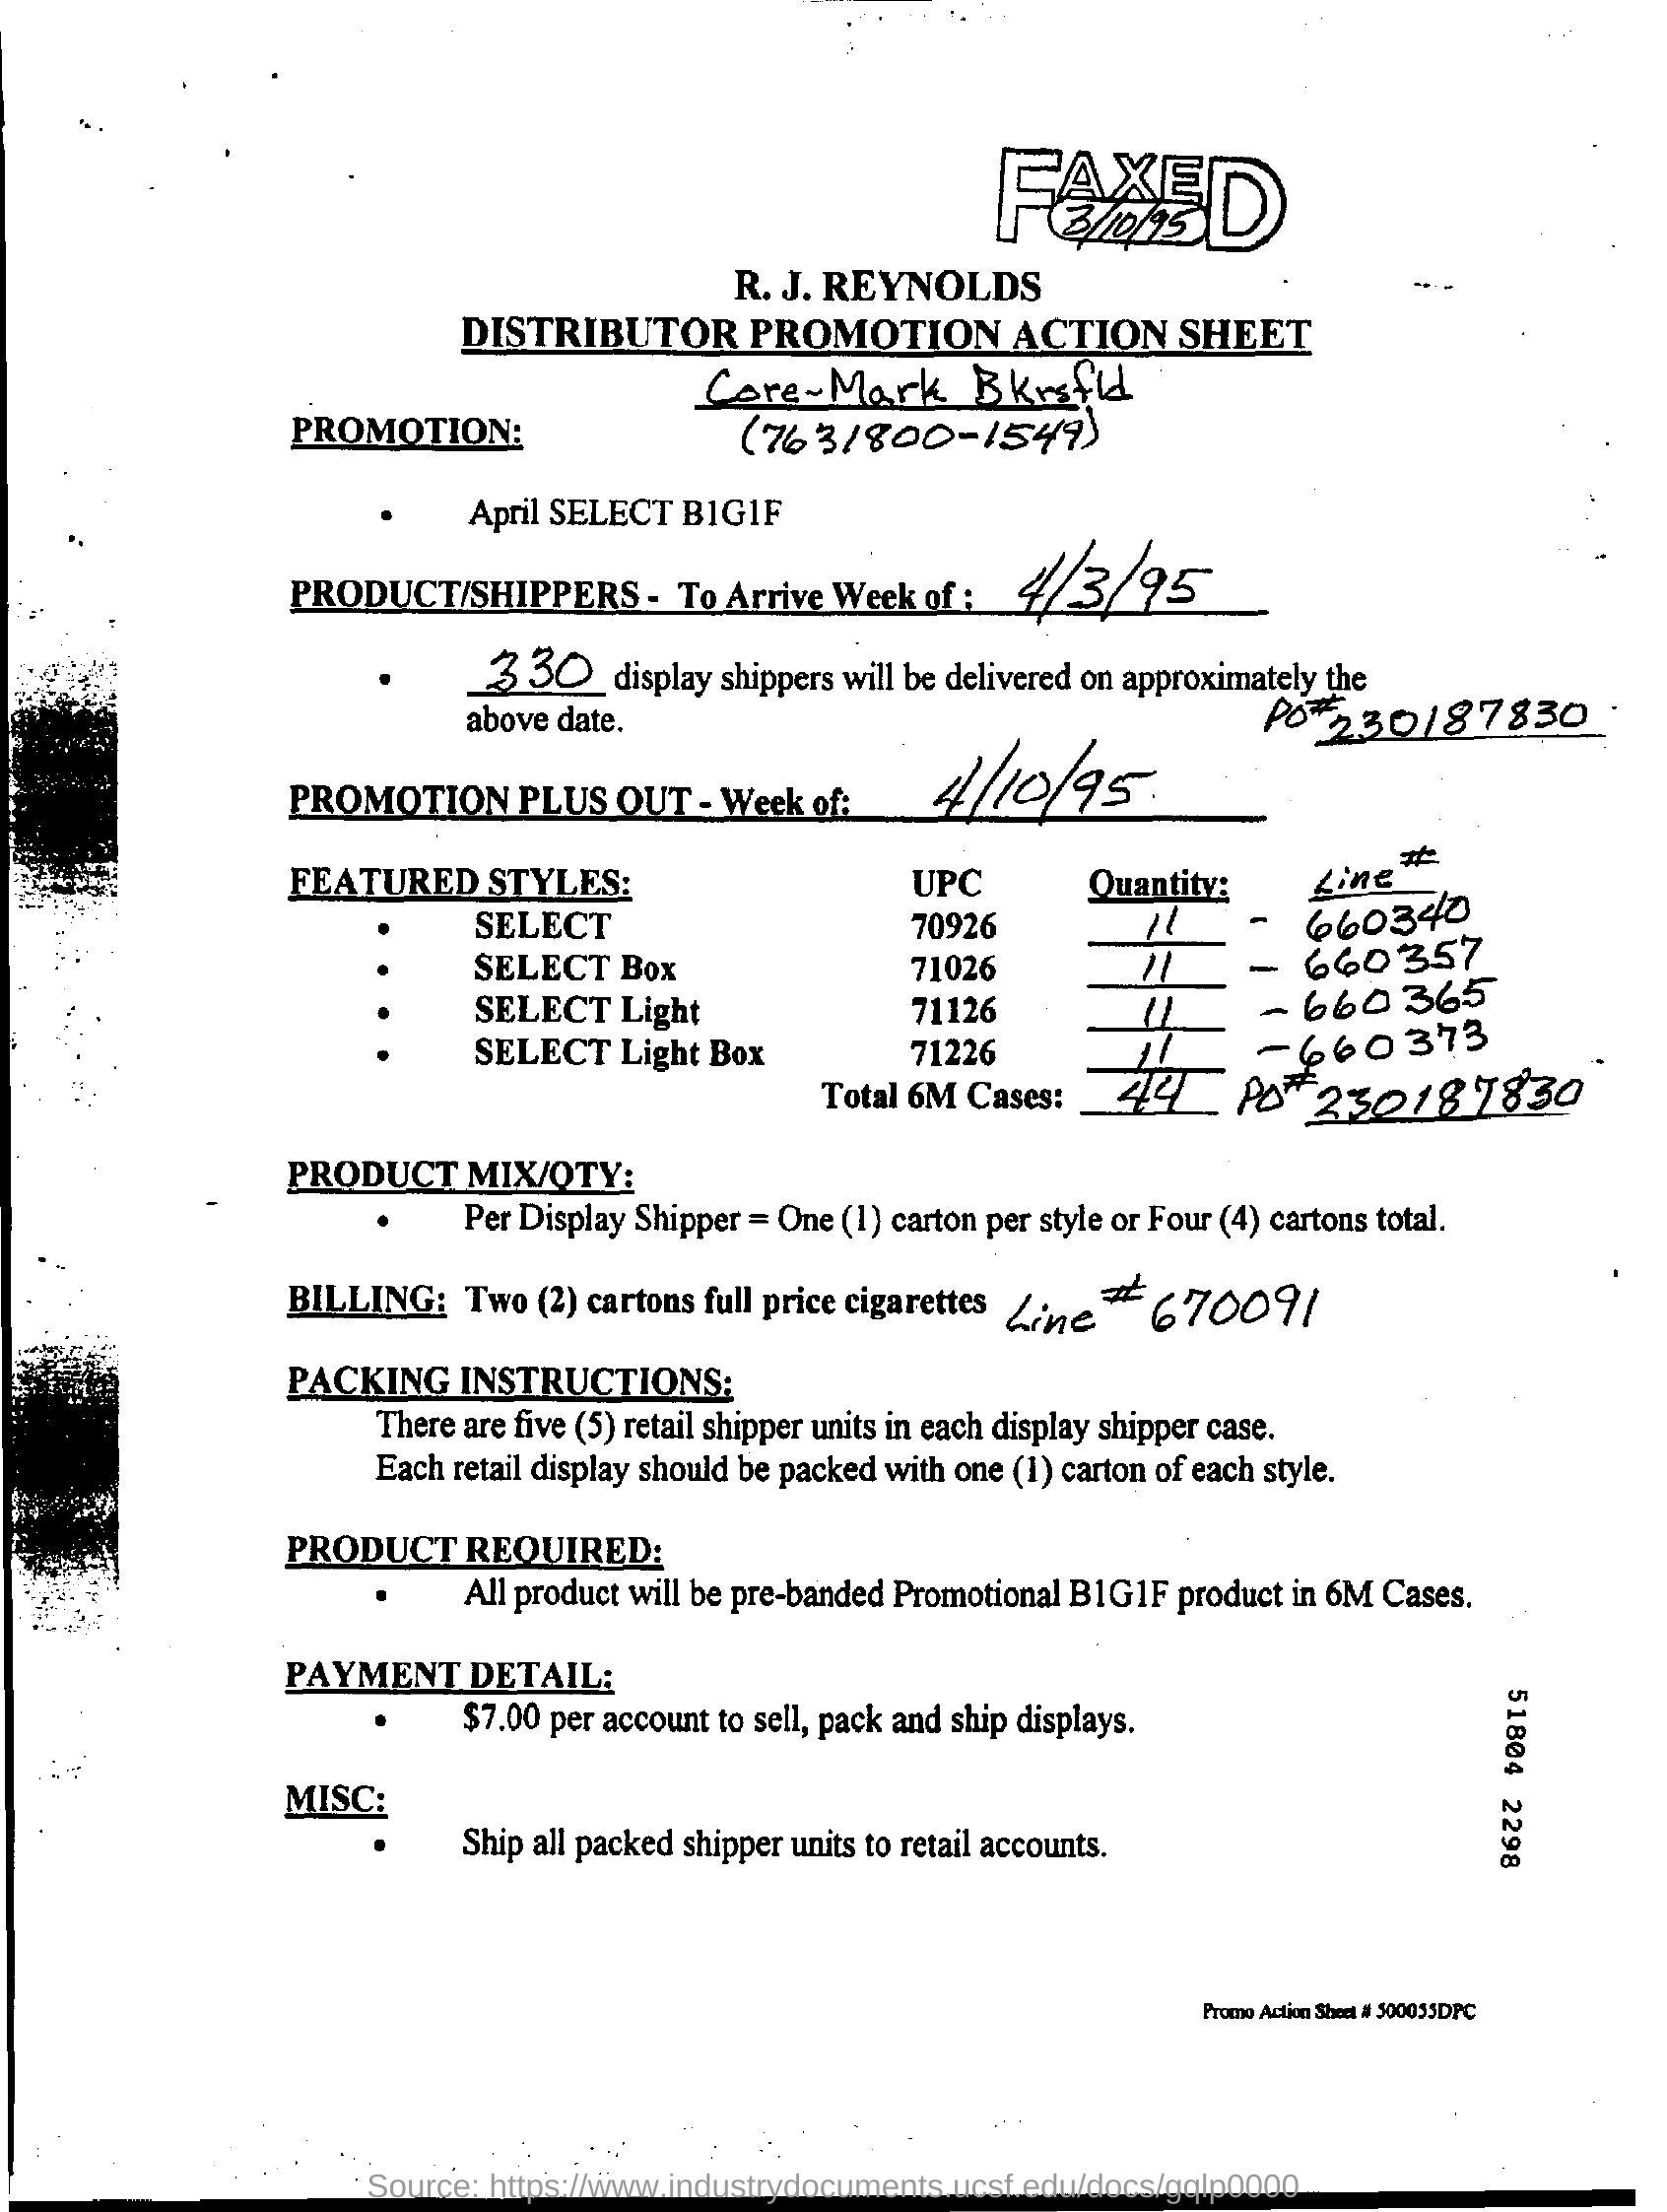 FAXED
3/10/95
R. J. REYNOLDS
DISTRIBUTOR PROMOTION ACTION SHEET
Core-Mark Bkrsfld
PROMOTION: (7631800-1549)
• April SELECT B1G1F
PRODUCT/SHIPPERS - To Arrive Week of : 4/3/95
• 330 display shippers will be delivered on approximately the
above date. PO# 230187830
PROMOTION PLUS OUT - Week of: 4/10/95
FEATURED STYLES: UPC Quantity: Line #
• SELECT 70926 11 - 660340
• SELECT Box 71026 11 - 660357
• SELECT Light 71126 11 - 660365
• SELECT Light Box 71226 11 - 660373
Total 6M Cases: 44 PO# 230187830
PRODUCT MIX/QTY:
• Per Display Shipper = One (1) carton per style or Four (4) cartons total.
BILLING: Two (2) cartons full price cigarettes Line # 670091
PACKING INSTRUCTIONS:
There are five (5) retail shipper units in each display shipper case.
Each retail display should be packed with one (1) carton of each style.
PRODUCT REQUIRED:
• All product will be pre-banded Promotional B1G1F product in 6M Cases.
PAYMENT DETAIL:
• $7.00 per account to sell, pack and ship displays.
MISC:
• Ship all packed shipper units to retail accounts.
51804 2298
Promo Action Sheet # 500055DPC
Source: https://www.industrydocuments.ucsf.edu/docs/gqlp0000